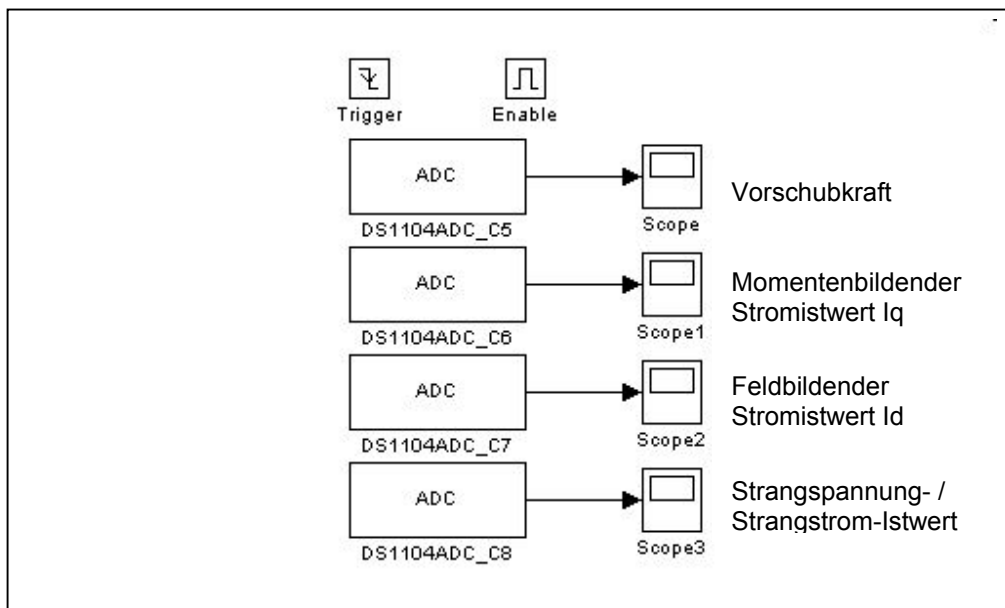 Trigger
Enable
ADC
DS1104ADC_C5
Scope
Vorschubkraft
ADC
DS1104ADC_C6
Scope1
Momentenbildender
Stromistwert Iq
ADC
DS1104ADC_C7
Scope2
Feldbildender
Stromistwert Id
ADC
DS1104ADC_C8
Scope3
Strangspannung- /
Strangstrom-Istwert